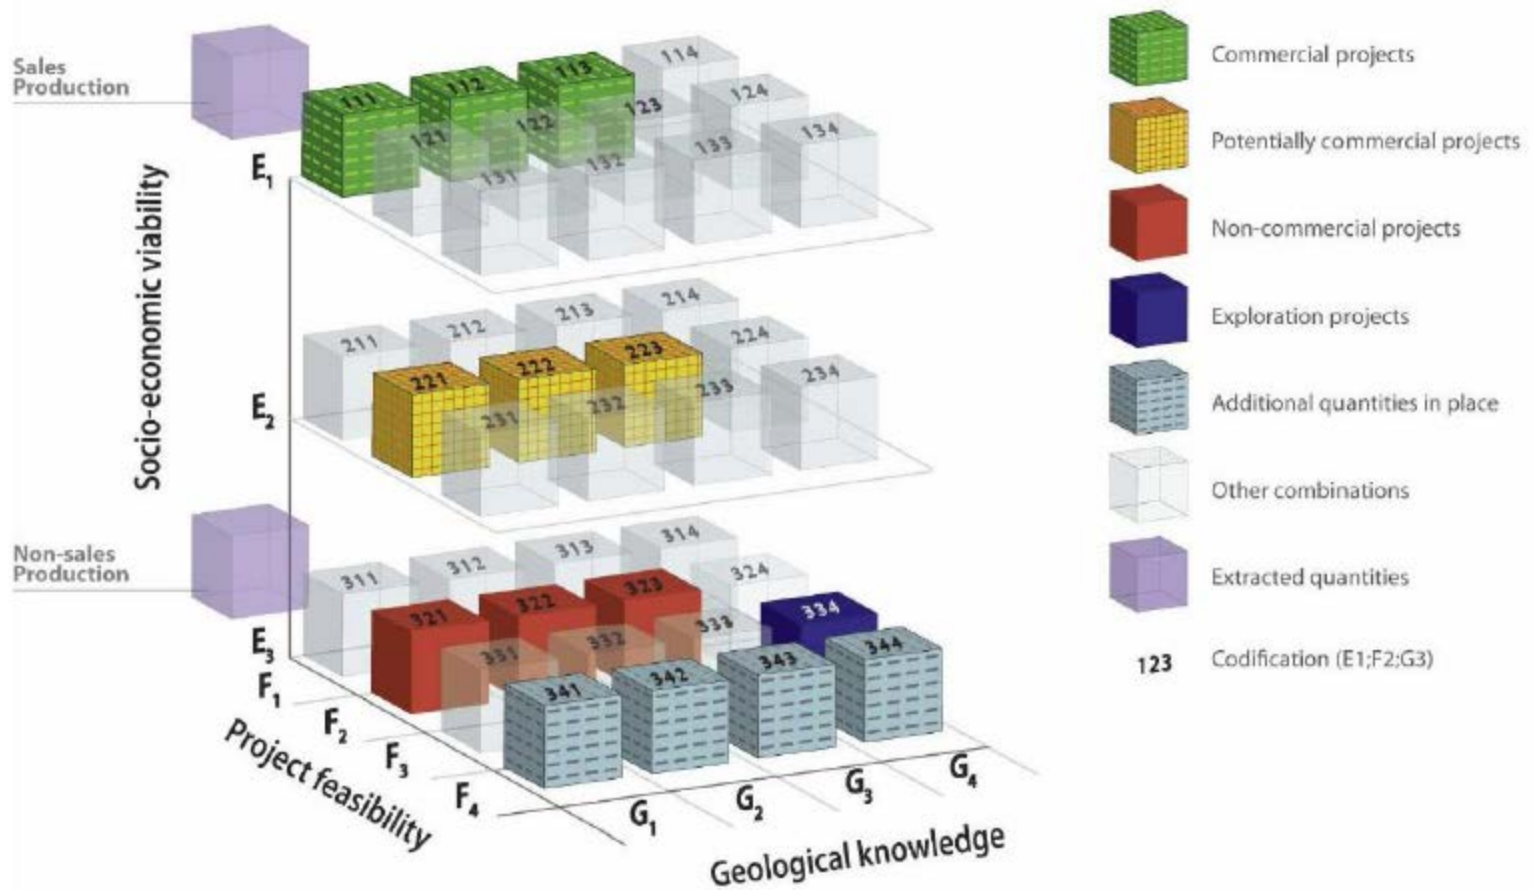 Sales
Production
111
112
113
114
121
122
123
124
131
132
133
134
E1
Socio-economic viability
211
212
213
214
221
222
223
224
231
232
233
234
E2
Non-sales
Production
311
312
313
314
321
322
323
324
331
332
333
334
341
342
343
344
E3
F1
F2
F3
F4
Project feasibility
G1
G2
G3
G4
Geological knowledge
Commercial projects
Potentially commercial projects
Non-commercial projects
Exploration projects
Additional quantities in place
Other combinations
Extracted quantities
123 Codification (E1;F2;G3)